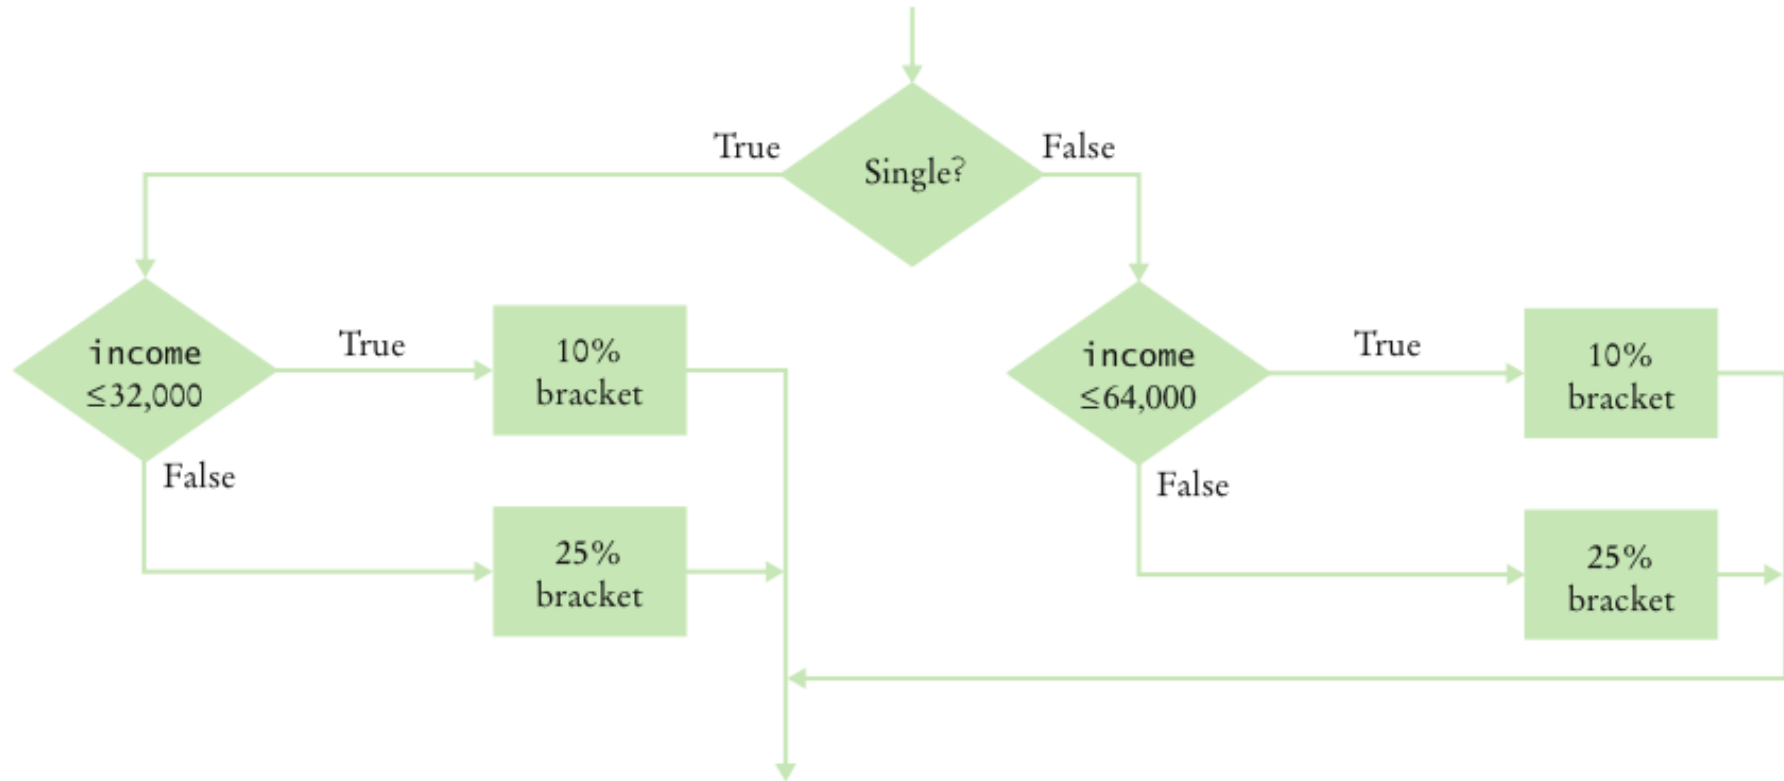 Single?
True
False
income
≤32,000
True
10%
bracket
False
25%
bracket
income
≤64,000
True
10%
bracket
False
25%
bracket